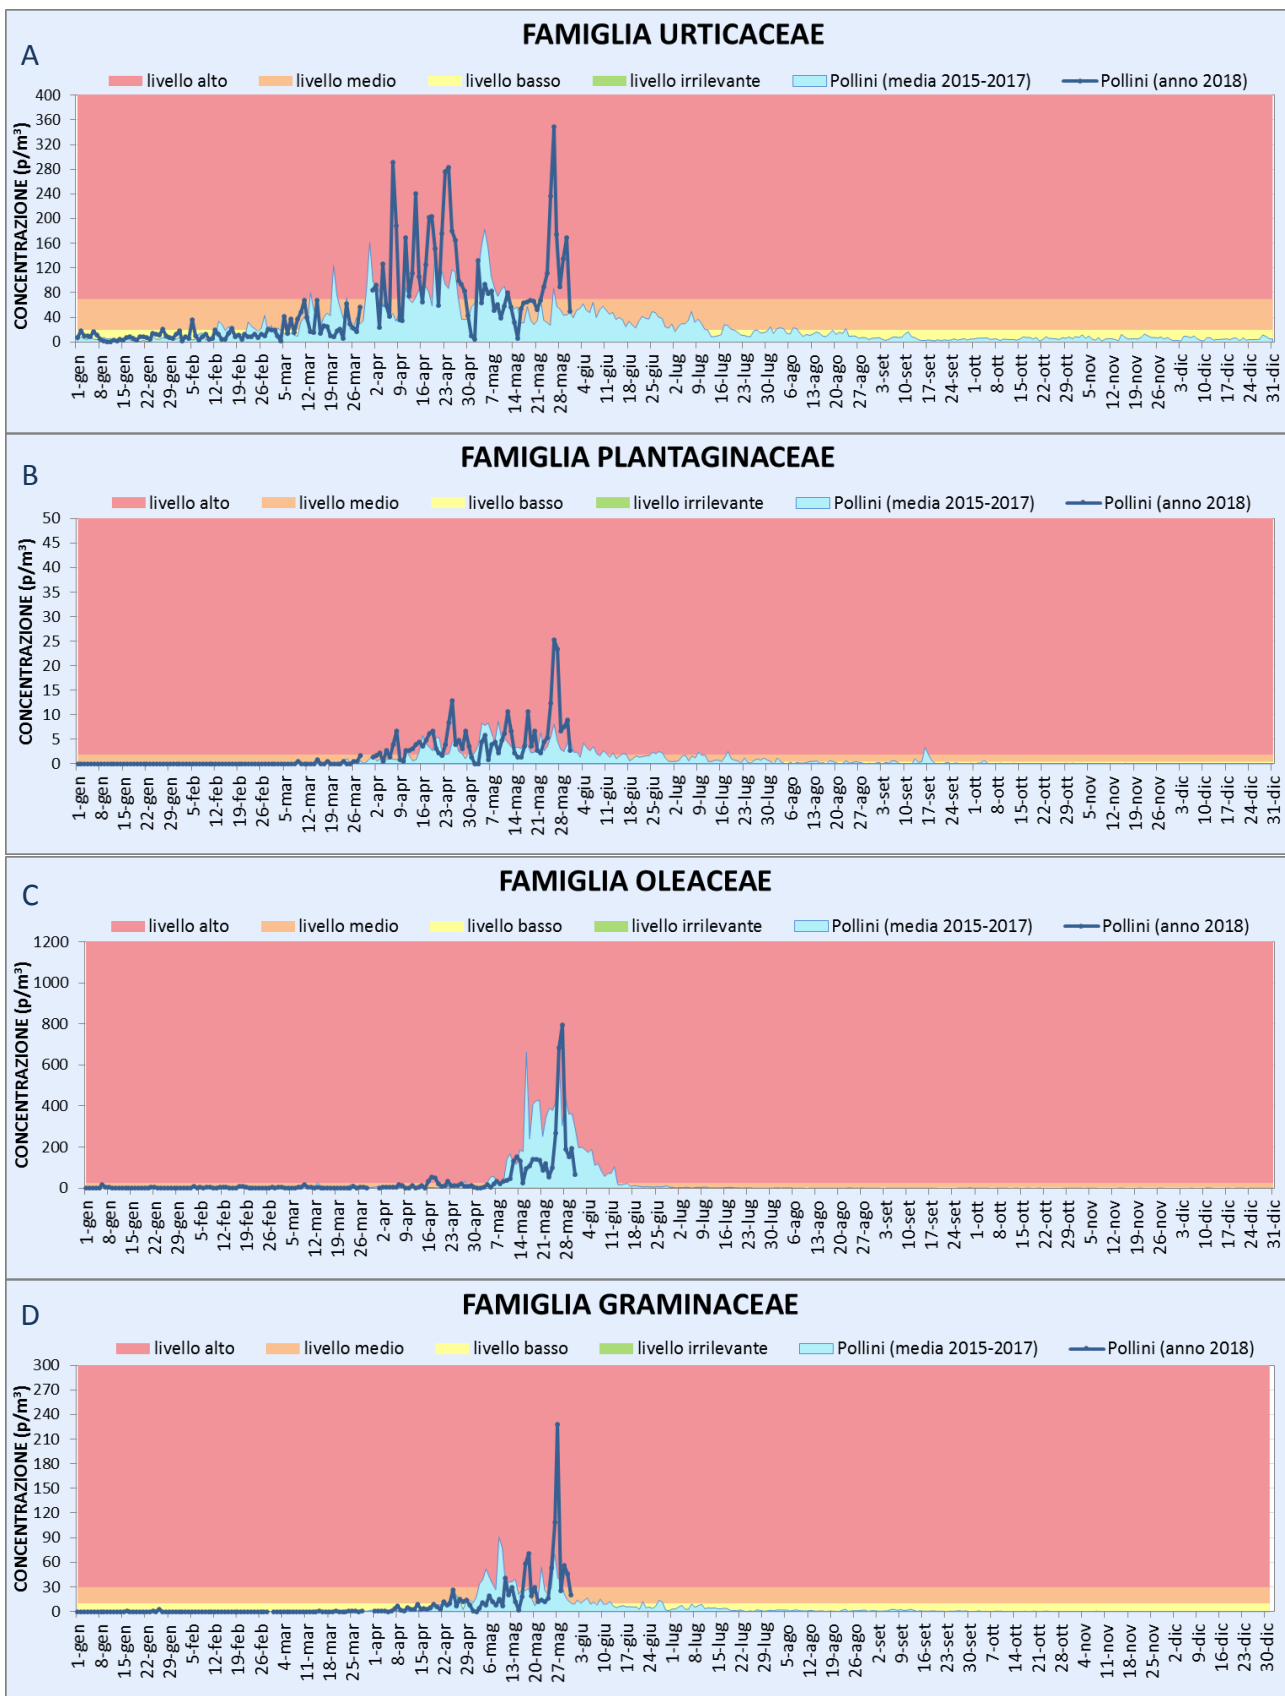 A
FAMIGLIA URTICACEAE
livello alto livello medio livello basso livello irrilevante Pollini (media 2015-2017) Pollini (anno 2018)
CONCENTRAZIONE (p/m³)
400
360
320
280
240
200
160
120
80
40
0
1-gen 8-gen 15-gen 22-gen 29-gen 5-feb 12-feb 19-feb 26-feb 5-mar 12-mar 19-mar 26-mar 2-apr 9-apr 16-apr 23-apr 30-apr 7-mag 14-mag 21-mag 28-mag 4-giu 11-giu 18-giu 25-giu 2-lug 9-lug 16-lug 23-lug 30-lug 6-ago 13-ago 20-ago 27-ago 3-set 10-set 17-set 24-set 1-ott 8-ott 15-ott 22-ott 29-ott 5-nov 12-nov 19-nov 26-nov 3-dic 10-dic 17-dic 24-dic 31-dic
B
FAMIGLIA PLANTAGINACEAE
livello alto livello medio livello basso livello irrilevante Pollini (media 2015-2017) Pollini (anno 2018)
CONCENTRAZIONE (p/m³)
50
45
40
35
30
25
20
15
10
5
0
1-gen 8-gen 15-gen 22-gen 29-gen 5-feb 12-feb 19-feb 26-feb 5-mar 12-mar 19-mar 26-mar 2-apr 9-apr 16-apr 23-apr 30-apr 7-mag 14-mag 21-mag 28-mag 4-giu 11-giu 18-giu 25-giu 2-lug 9-lug 16-lug 23-lug 30-lug 6-ago 13-ago 20-ago 27-ago 3-set 10-set 17-set 24-set 1-ott 8-ott 15-ott 22-ott 29-ott 5-nov 12-nov 19-nov 26-nov 3-dic 10-dic 17-dic 24-dic 31-dic
C
FAMIGLIA OLEACEAE
livello alto livello medio livello basso livello irrilevante Pollini (media 2015-2017) Pollini (anno 2018)
CONCENTRAZIONE (p/m³)
1200
1000
800
600
400
200
0
1-gen 8-gen 15-gen 22-gen 29-gen 5-feb 12-feb 19-feb 26-feb 5-mar 12-mar 19-mar 26-mar 2-apr 9-apr 16-apr 23-apr 30-apr 7-mag 14-mag 21-mag 28-mag 4-giu 11-giu 18-giu 25-giu 2-lug 9-lug 16-lug 23-lug 30-lug 6-ago 13-ago 20-ago 27-ago 3-set 10-set 17-set 24-set 1-ott 8-ott 15-ott 22-ott 29-ott 5-nov 12-nov 19-nov 26-nov 3-dic 10-dic 17-dic 24-dic 31-dic
D
FAMIGLIA GRAMINACEAE
livello alto livello medio livello basso livello irrilevante Pollini (media 2015-2017) Pollini (anno 2018)
CONCENTRAZIONE (p/m³)
300
270
240
210
180
150
120
90
60
30
0
1-gen 8-gen 15-gen 22-gen 29-gen 5-feb 12-feb 19-feb 26-feb 4-mar 11-mar 18-mar 25-mar 1-apr 8-apr 15-apr 22-apr 29-apr 6-mag 13-mag 20-mag 27-mag 3-giu 10-giu 17-giu 24-giu 1-lug 8-lug 15-lug 22-lug 29-lug 5-ago 12-ago 19-ago 26-ago 2-set 9-set 16-set 23-set 30-set 7-ott 14-ott 21-ott 28-ott 4-nov 11-nov 18-nov 25-nov 2-dic 9-dic 16-dic 23-dic 30-dic